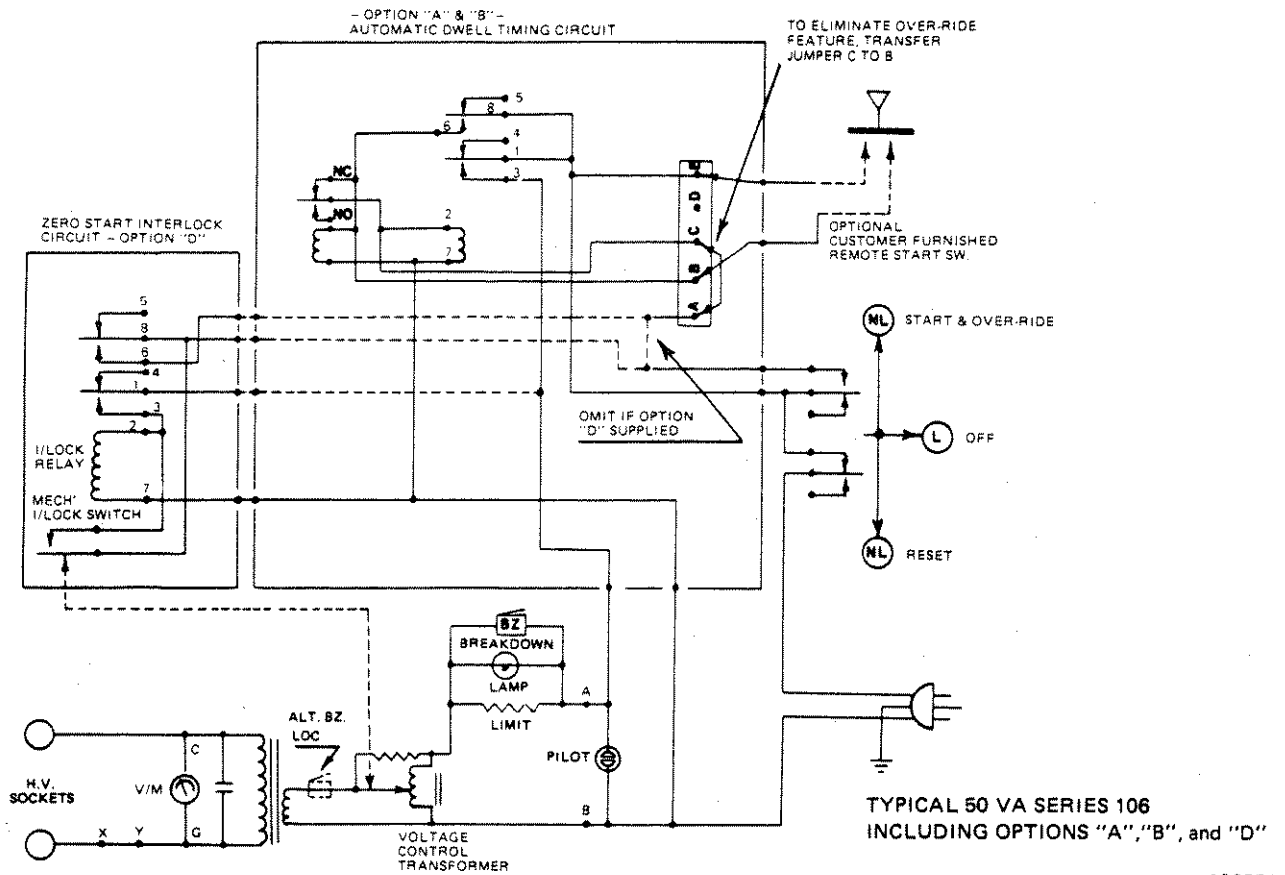 – OPTION "A" & "B" –
AUTOMATIC DWELL TIMING CIRCUIT
TO ELIMINATE OVER-RIDE
FEATURE, TRANSFER
JUMPER C TO B
5
8
6
4
1
3
NC
NO
2
7
E
D
C
B
A
OPTIONAL
CUSTOMER FURNISHED
REMOTE START SW.
ZERO START INTERLOCK
CIRCUIT – OPTION "D"
5
8
6
4
1
3
2
I/LOCK
RELAY
7
MECH'
I/LOCK SWITCH
NL START & OVER-RIDE
OMIT IF OPTION
"D" SUPPLIED
L OFF
NL RESET
BZ
BREAKDOWN
LAMP
A
LIMIT
ALT. BZ.
LOC
PILOT
H.V.
SOCKETS
C
V/M
X Y G
B
VOLTAGE
CONTROL
TRANSFORMER
TYPICAL 50 VA SERIES 106
INCLUDING OPTIONS "A","B", and "D"